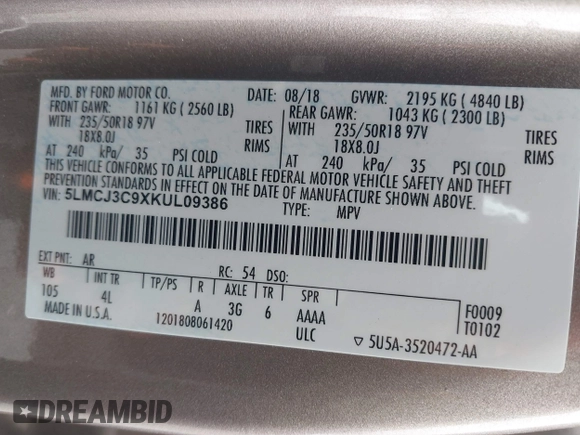 MFD. BY FORD MOTOR CO.
DATE: 08/18 GVWR: 2195 KG ( 4840 LB)
FRONT GAWR: 1161 KG ( 2560 LB) REAR GAWR: 1043 KG ( 2300 LB)
WITH 235/50R18 97V TIRES WITH 235/50R18 97V TIRES
18X8.0J RIMS 18X8.0J RIMS
AT 240 kPa/ 35 PSI COLD AT 240 kPa/ 35 PSI COLD
THIS VEHICLE CONFORMS TO ALL APPLICABLE FEDERAL MOTOR VEHICLE SAFETY AND THEFT
PREVENTION STANDARDS IN EFFECT ON THE DATE OF MANUFACTURE SHOWN ABOVE.
VIN: 5LMCJ3C9XKUL09386
TYPE: MPV
EXT PNT: AR RC: 54 DSO:
WB INT TR TP/PS R AXLE TR SPR
105 4L A 3G 6 AAAA
F0009
T0102
MADE IN U.S.A. 1201808061420 ULC
▽ 5U5A-3520472-AA
DREAMBID